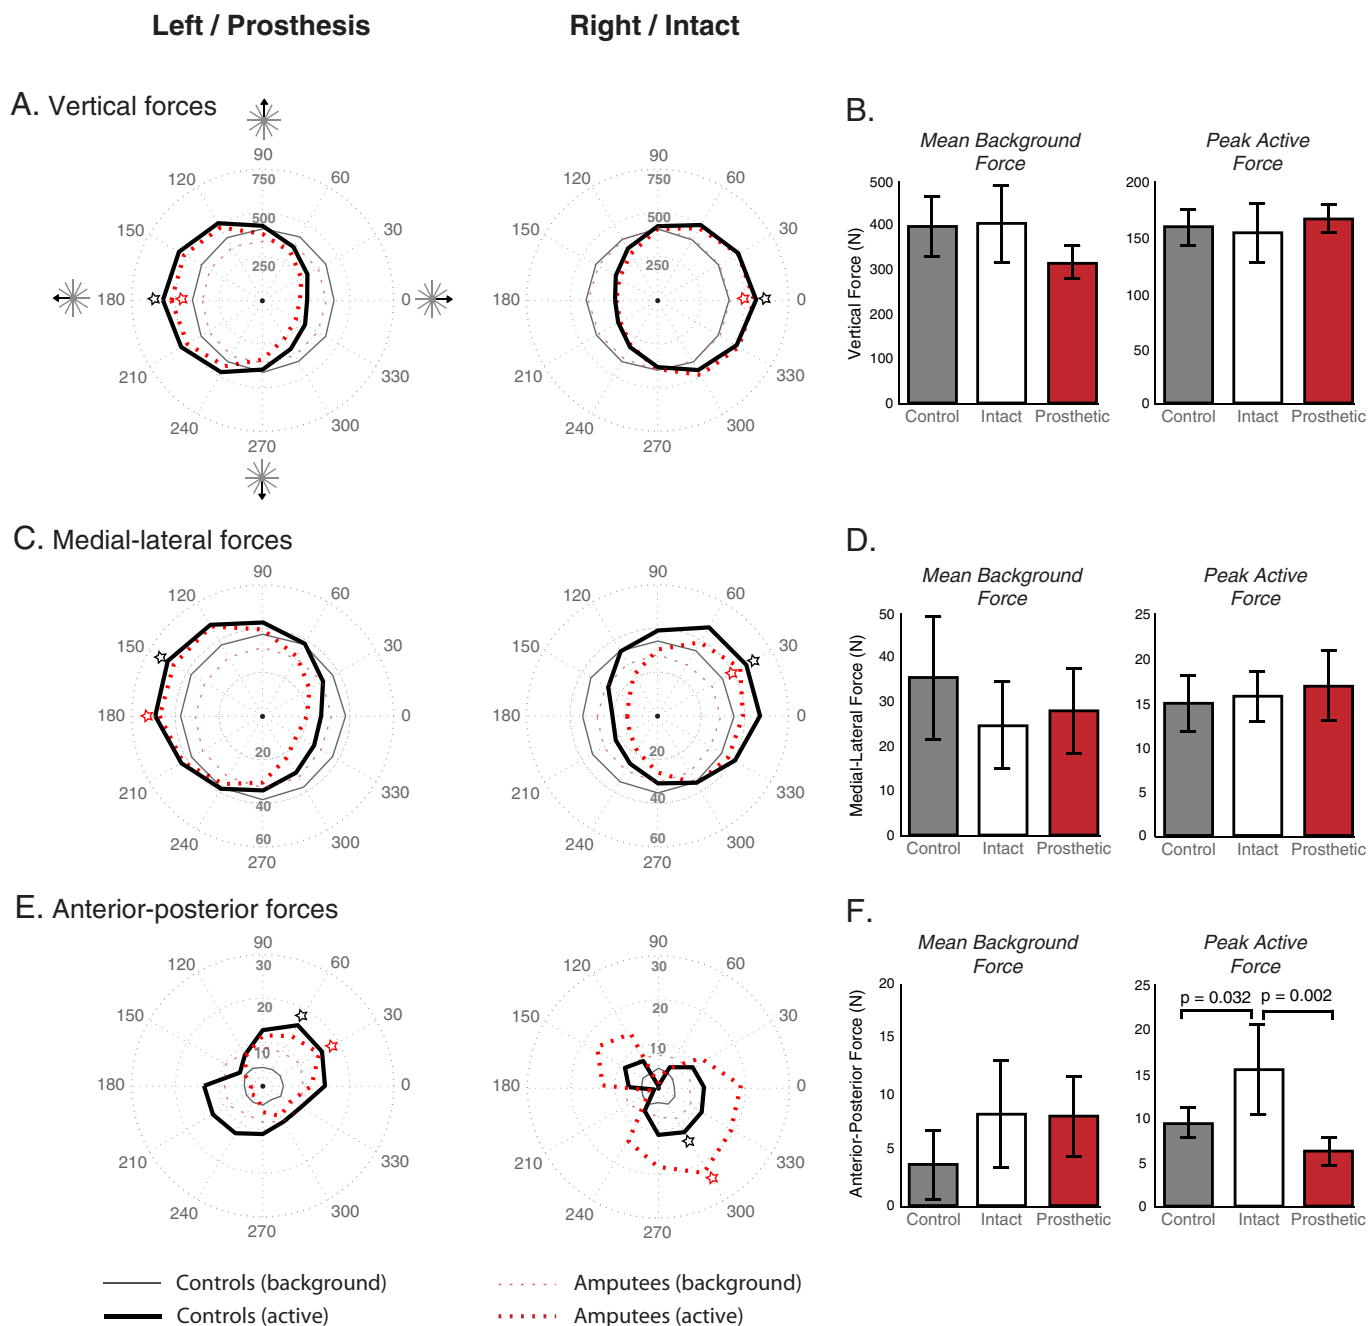 Left / Prosthesis
Right / Intact
A. Vertical forces
90
120
60
150
30
180
0
210
330
240
300
270
750
500
250
90
120
60
150
30
180
0
210
330
240
300
270
750
500
250
B.
Mean Background
Force
Peak Active
Force
Vertical Force (N)
500
400
300
200
100
0
Control
Intact
Prosthetic
200
150
100
50
0
Control
Intact
Prosthetic
C. Medial-lateral forces
90
120
60
150
30
180
0
210
330
240
300
270
20
40
60
90
120
60
150
30
180
0
210
330
240
300
270
20
40
60
D.
Mean Background
Force
Peak Active
Force
Medial-Lateral Force (N)
50
40
30
20
10
0
Control
Intact
Prosthetic
25
20
15
10
5
0
Control
Intact
Prosthetic
E. Anterior-posterior forces
90
120
60
150
30
180
0
210
330
240
300
270
30
20
10
90
120
60
150
30
180
0
210
330
240
300
270
30
20
10
F.
Mean Background
Force
Peak Active
Force
Anterior-Posterior Force (N)
20
15
10
5
0
Control
Intact
Prosthetic
25
20
15
10
5
0
p = 0.032
p = 0.002
Control
Intact
Prosthetic
Controls (background)
Amputees (background)
Controls (active)
Amputees (active)